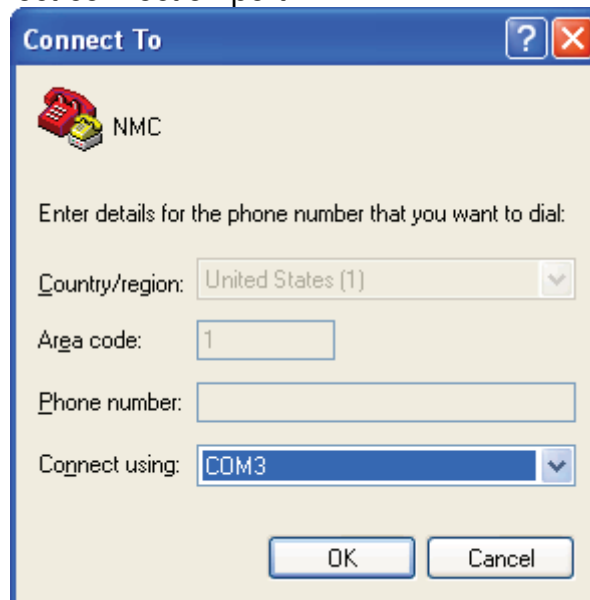 Connect To
NMC
Enter details for the phone number that you want to dial:
Country/region: United States (1)
Area code: 1
Phone number:
Connect using: COM3
OK Cancel